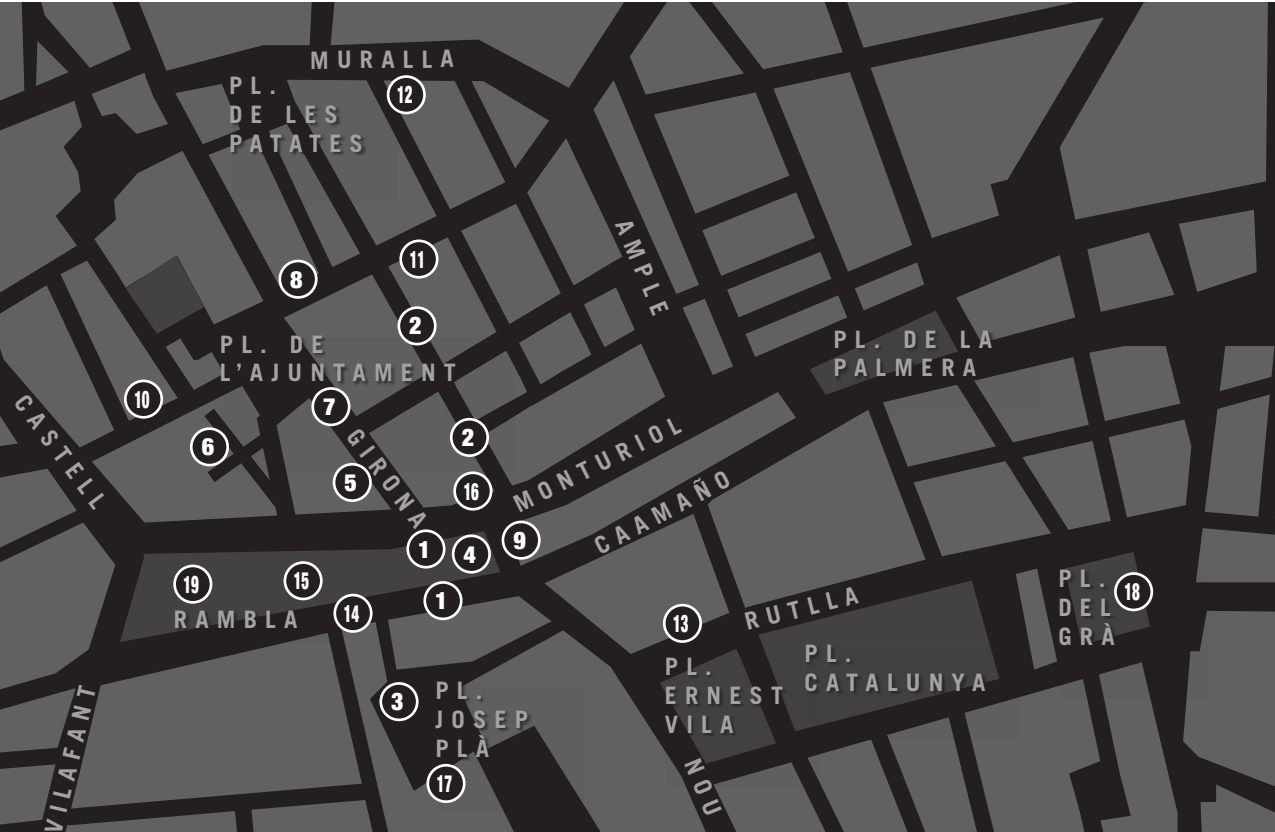 MURALLA
PL.
DE LES
PATATES
12
AMPLE
11
8
2
PL. DE
L'AJUNTAMENT
PL. DE LA
PALMERA
10
7
CASTELL
6
GIRONA
2
MONTURIOL
5
16
CAAMAÑO
9
1
4
19
15
RAMBLA
14
1
13
RUTLLA
PL.
DEL
GRÀ
18
PL.
ERNEST
VILA
PL.
CATALUNYA
3
PL.
JOSEP
PLÀ
17
VILAFANT
NOU